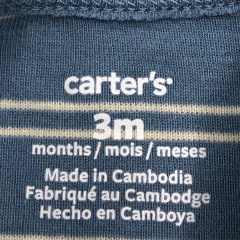 carter's
3m
months / mois / meses
Made in Cambodia
Fabriqué au Cambodge
Hecho en Camboya